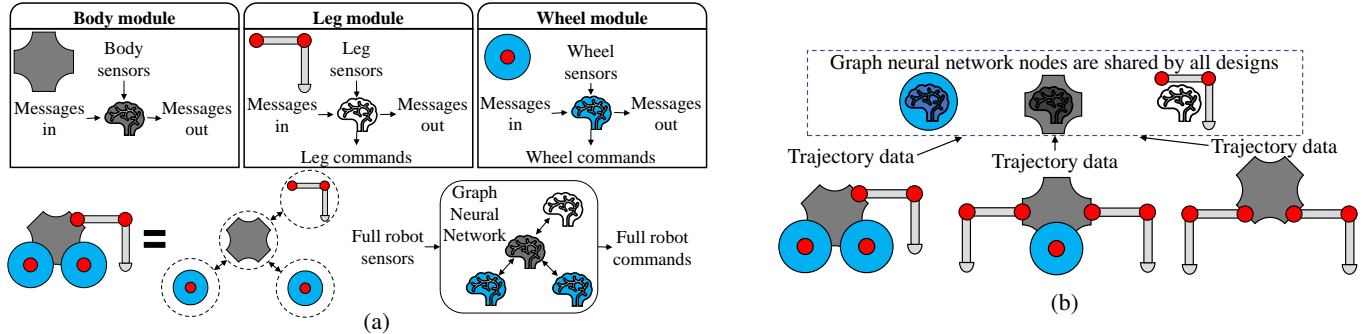 Body module
Body
sensors
Messages
in
Messages
out
Leg module
Leg
sensors
Messages
in
Messages
out
Leg commands
Wheel module
Wheel
sensors
Messages
in
Messages
out
Wheel commands
=
Full robot
sensors
Graph
Neural
Network
Full robot
commands
(a)
Graph neural network nodes are shared by all designs
Trajectory data
Trajectory data
Trajectory data
(b)